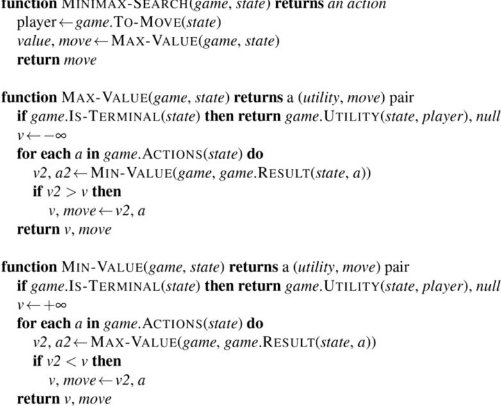 function MINIMAX-SEARCH(game, state) returns an action
player←game.TO-MOVE(state)
value, move←MAX-VALUE(game, state)
return move
function MAX-VALUE(game, state) returns a (utility, move) pair
if game.IS-TERMINAL(state) then return game.UTILITY(state, player), null
v←−∞
for each a in game.ACTIONS(state) do
v2, a2←MIN-VALUE(game, game.RESULT(state, a))
if v2 > v then
v, move←v2, a
return v, move
function MIN-VALUE(game, state) returns a (utility, move) pair
if game.IS-TERMINAL(state) then return game.UTILITY(state, player), null
v←+∞
for each a in game.ACTIONS(state) do
v2, a2←MAX-VALUE(game, game.RESULT(state, a))
if v2 < v then
v, move←v2, a
return v, move